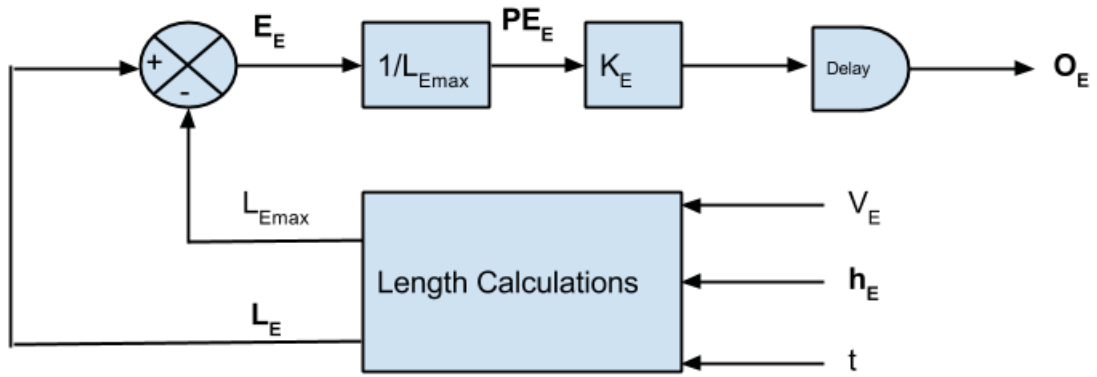 E_E
PE_E
+
-
1/L_Emax
K_E
Delay
O_E
L_Emax
V_E
Length Calculations
h_E
L_E
t